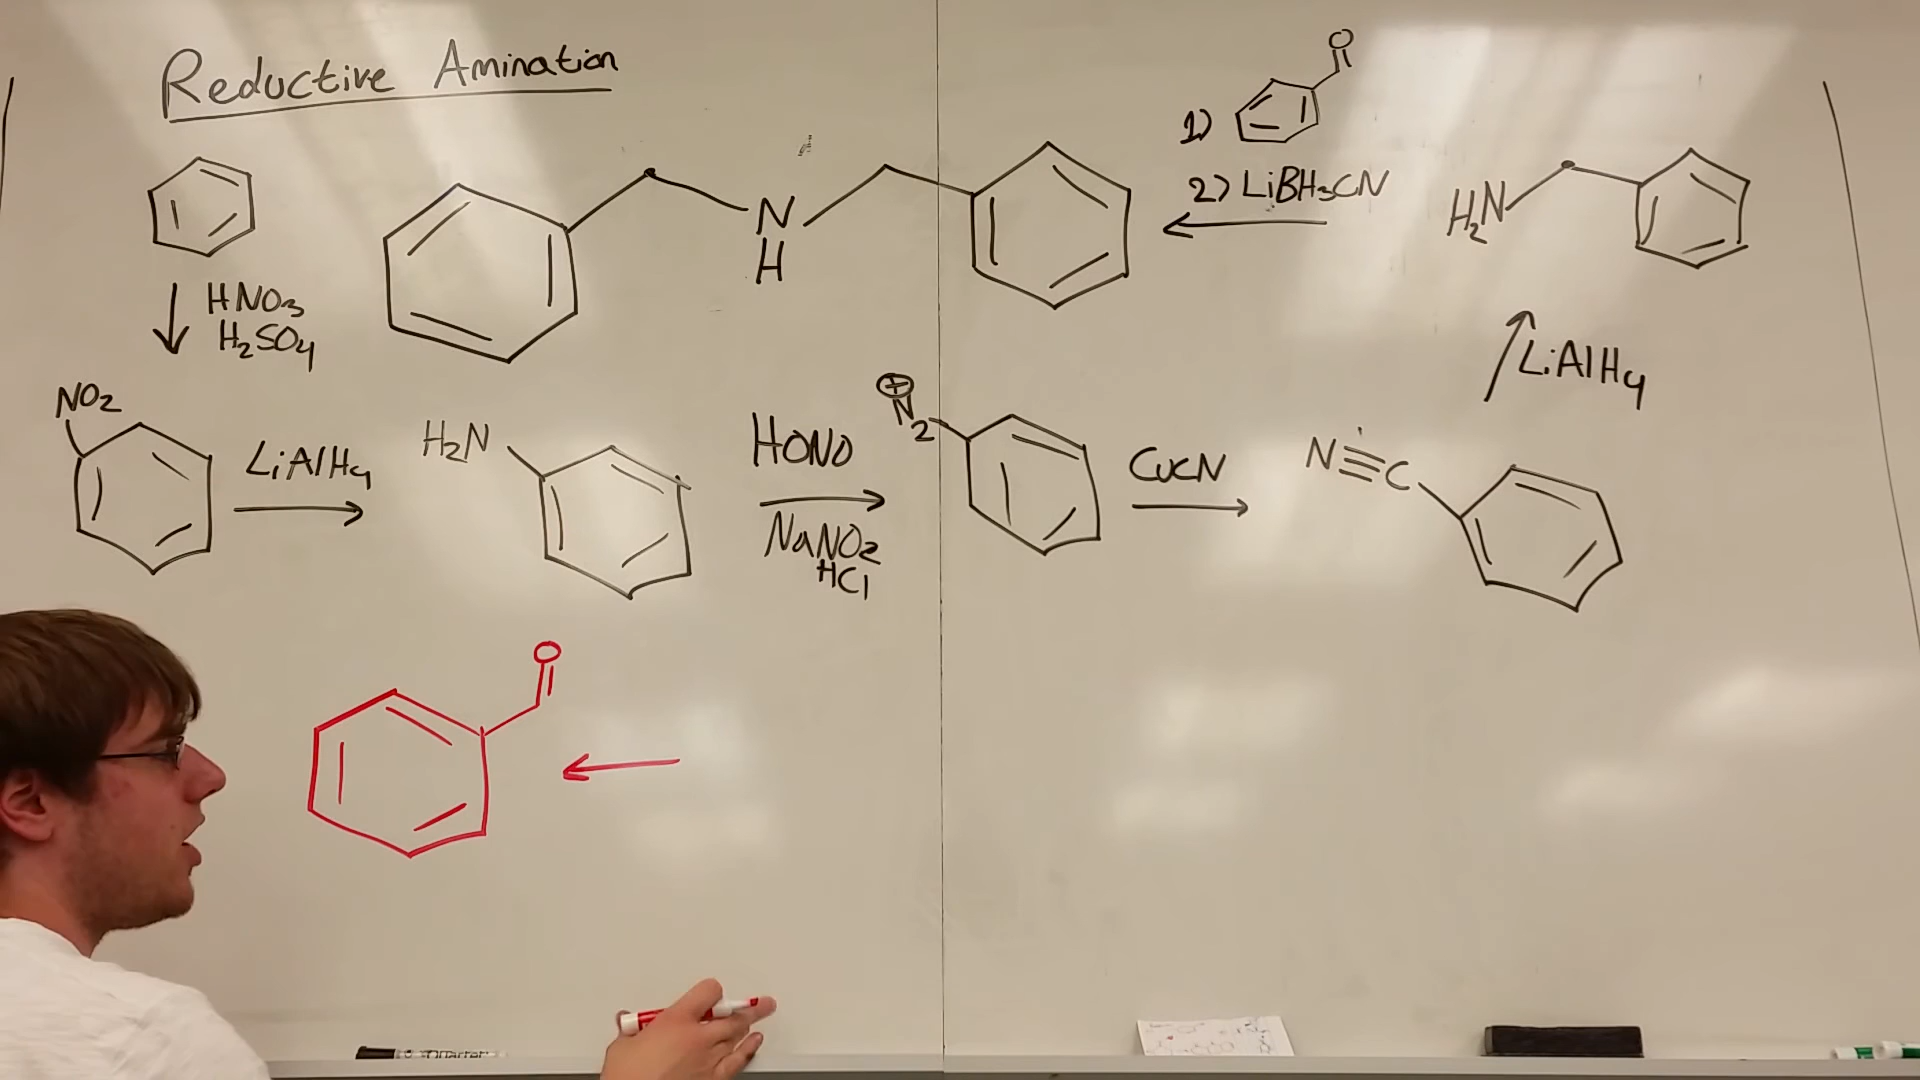 Reductive Amination
O
1)
2) LiBH3CN
N
H
H2N
HNO3
H2SO4
LiAlH4
NO2
LiAlH4
H2N
HONO
NaNO2
HCl
⊕
N2
CuCN
N≡C
O